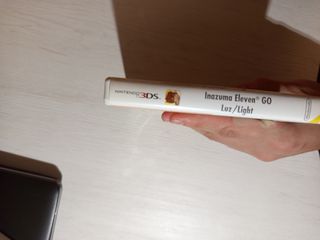 NINTENDO 3DS
Inazuma Eleven® GO
Luz/Light